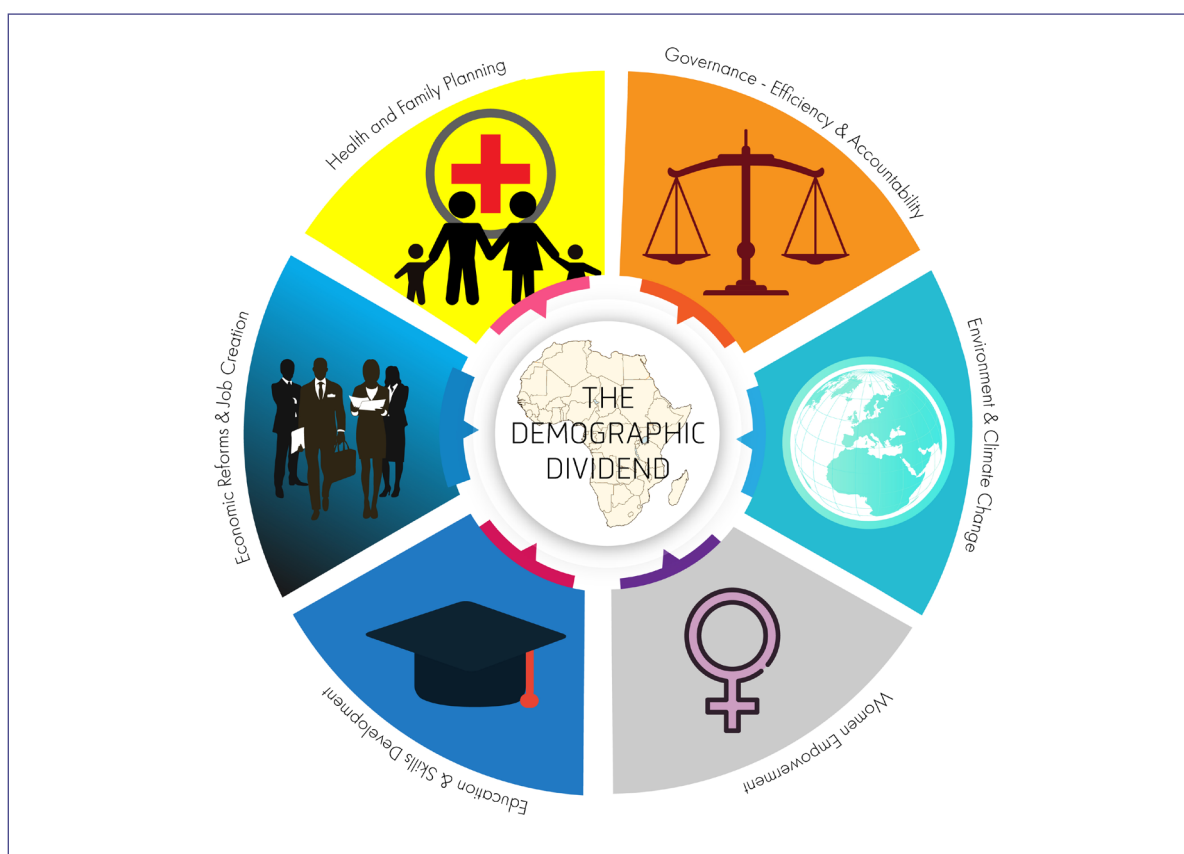 Health and Family Planning
Governance - Efficiency & Accountability
Environment & Climate Change
Women Empowerment
Education & Skills Development
Economic Reforms & Job Creation
THE
DEMOGRAPHIC
DIVIDEND